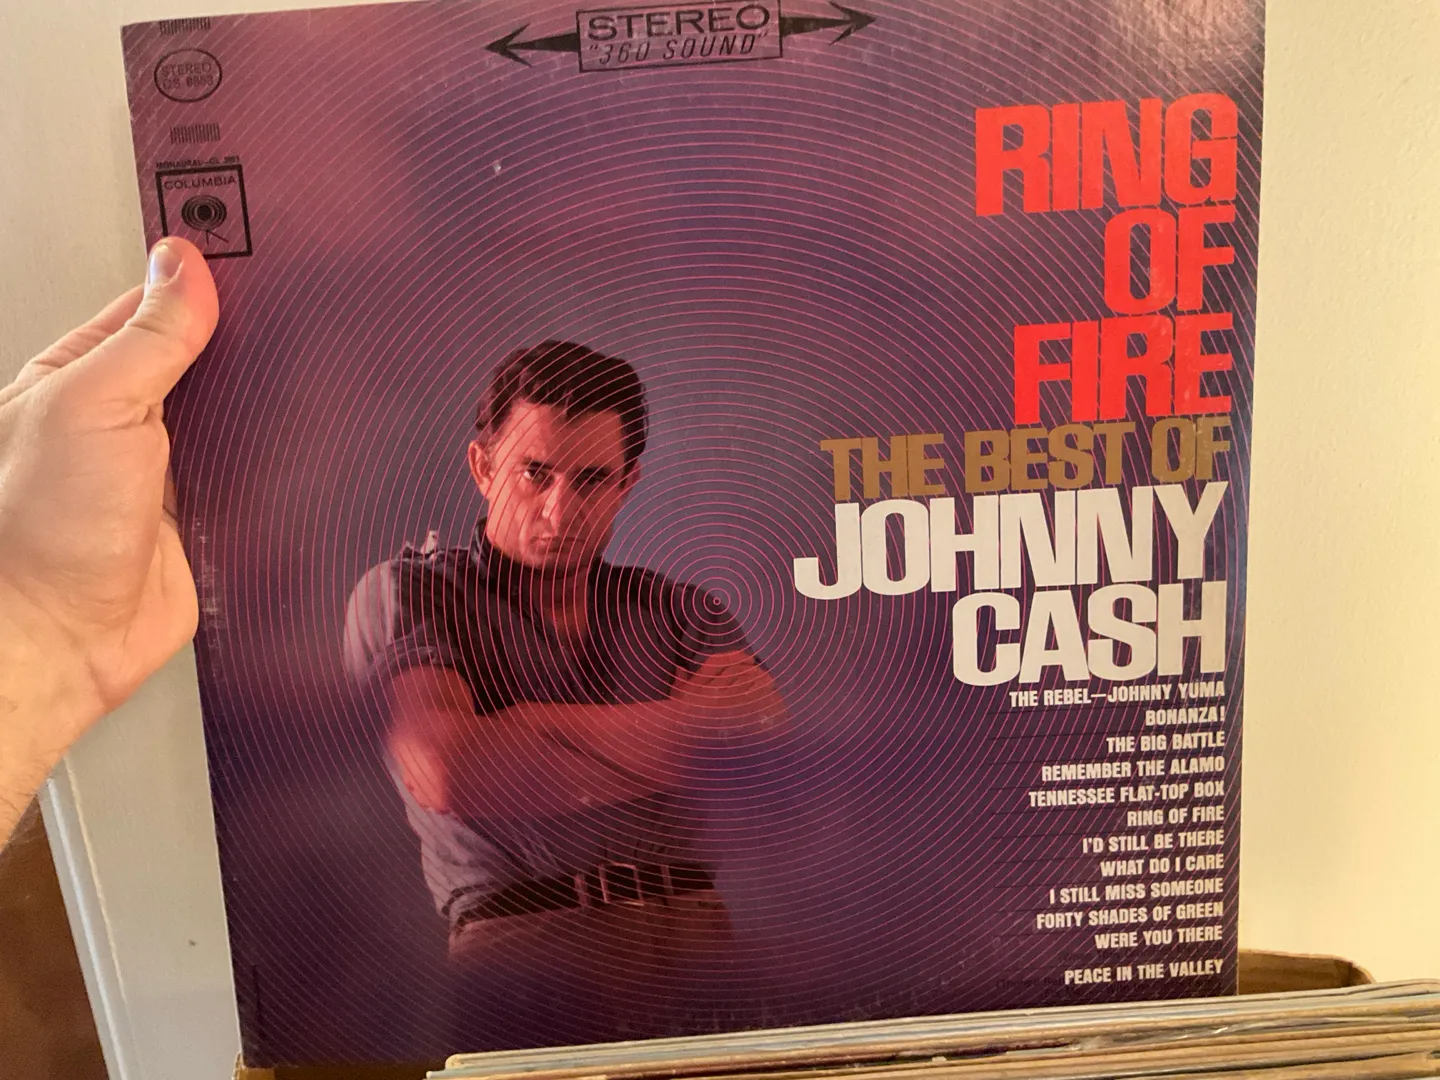 STEREO
"360 SOUND"
STEREO
COLUMBIA
RING
OF
FIRE
THE BEST OF
JOHNNY
CASH
THE REBEL—JOHNNY YUMA
BONANZA!
THE BIG BATTLE
REMEMBER THE ALAMO
TENNESSEE FLAT-TOP BOX
RING OF FIRE
I'D STILL BE THERE
WHAT DO I CARE
I STILL MISS SOMEONE
FORTY SHADES OF GREEN
WERE YOU THERE
PEACE IN THE VALLEY